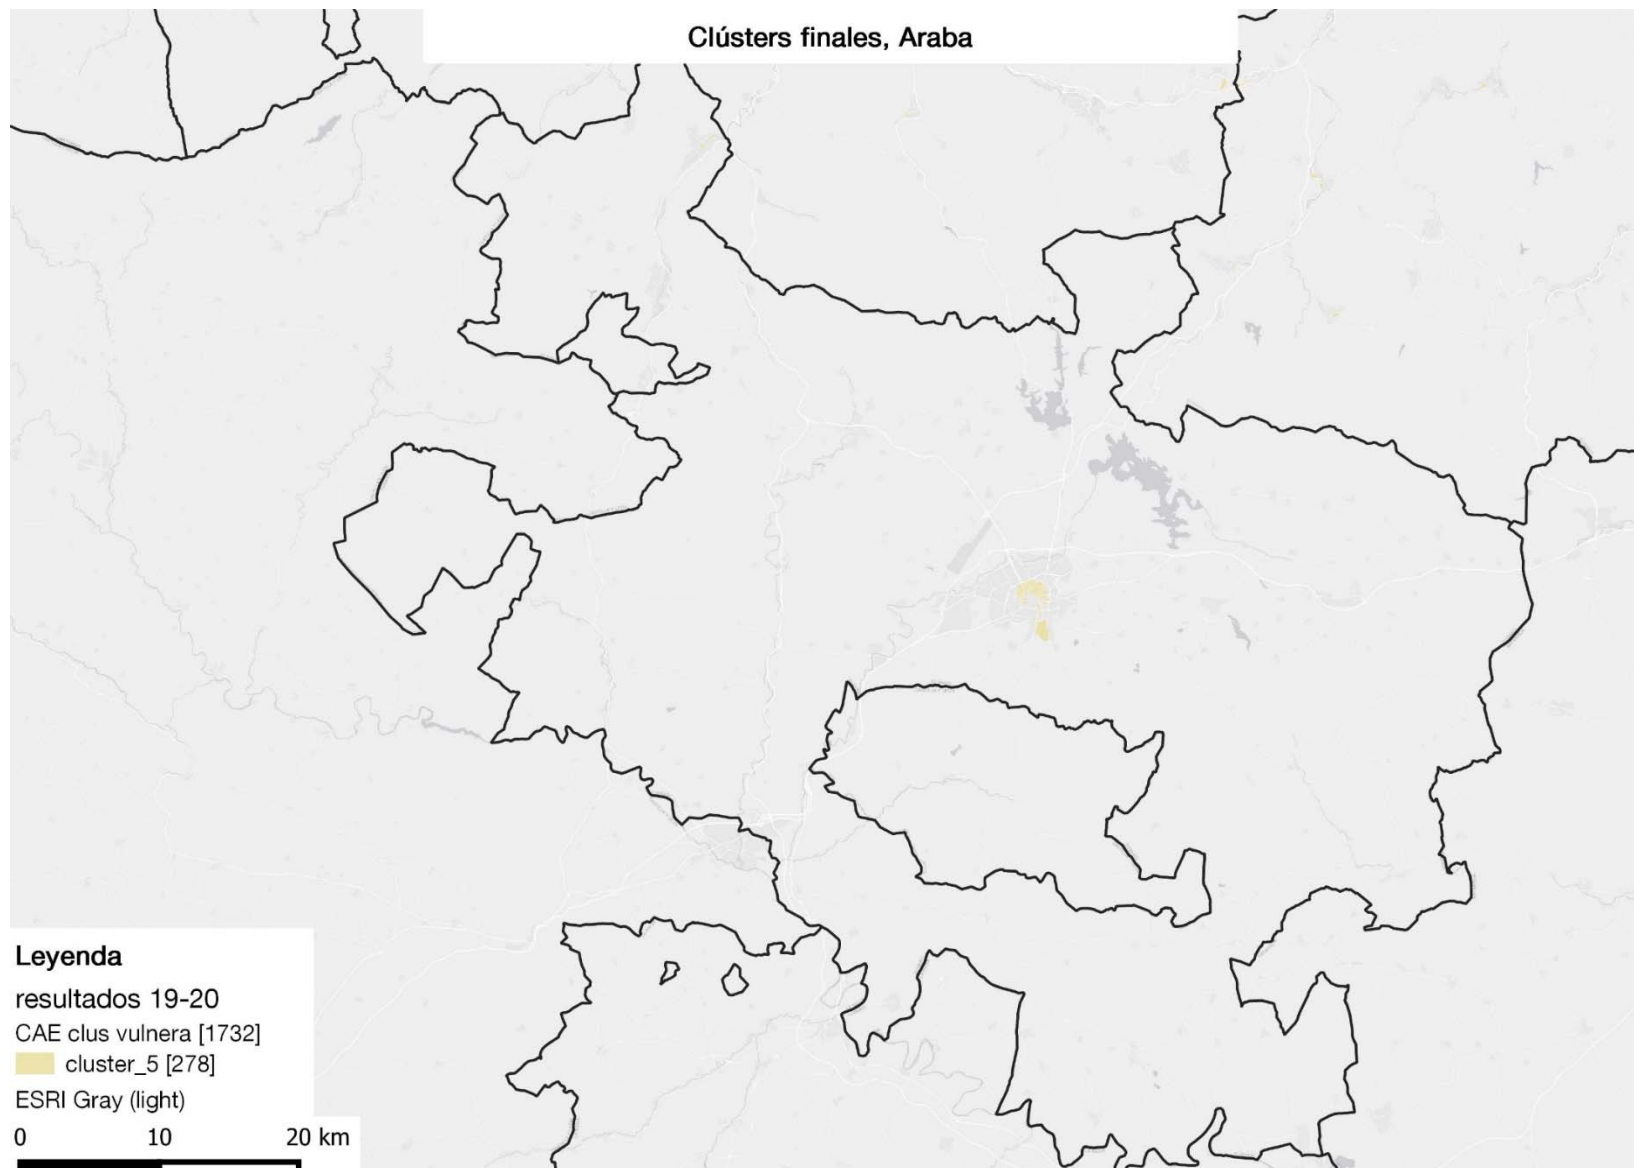 Clústers finales, Araba
Leyenda
resultados 19-20
CAE clus vulnera [1732]
cluster_5 [278]
ESRI Gray (light)
0 10 20 km